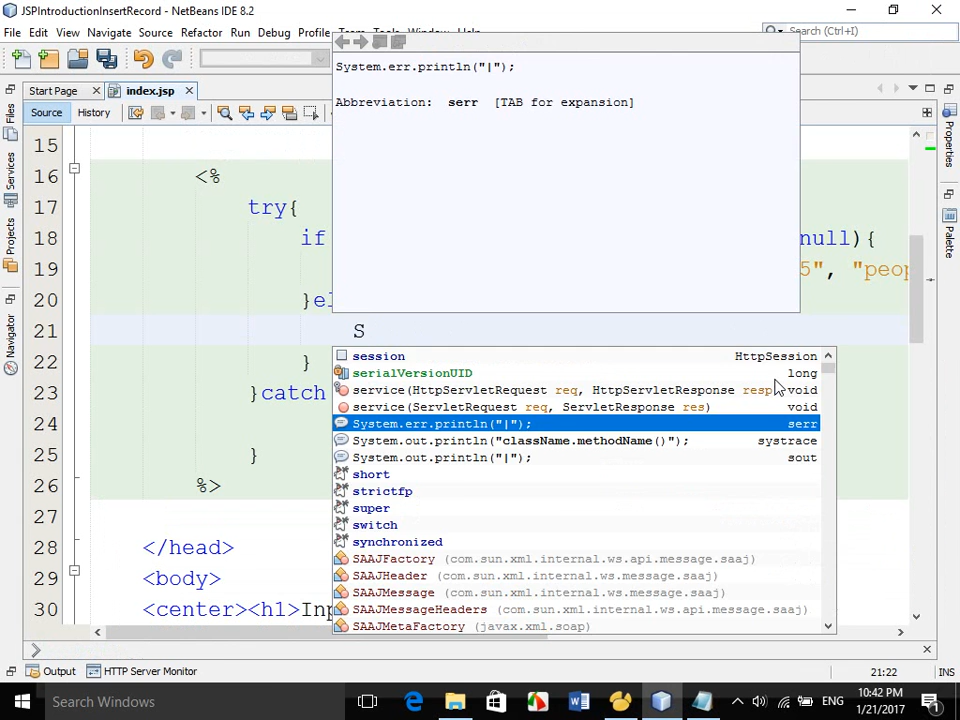 JSPIntroductionInsertRecord - NetBeans IDE 8.2
File Edit View Navigate Source Refactor Run Debug Profile Team Tools Window Help
Search (Ctrl+I)
Start Page index.jsp
Source History
System.err.println("|");
Abbreviation: serr [TAB for expansion]
15
16 <%
17 try{
18 if null){
19 5", "peop
20 }el
21 S
22 }
23 }catch
24
25 }
26 %>
27
28 </head>
29 <body>
30 <center><h1>Inp
session HttpSession
serialVersionUID long
service(HttpServletRequest req, HttpServletResponse resp void
service(ServletRequest req, ServletResponse res) void
System.err.println("|"); serr
System.out.println("className.methodName()"); systrace
System.out.println("|"); sout
short
strictfp
super
switch
synchronized
SAAJFactory (com.sun.xml.internal.ws.api.message.saaj)
SAAJHeader (com.sun.xml.internal.ws.message.saaj)
SAAJMessage (com.sun.xml.internal.ws.message.saaj)
SAAJMessageHeaders (com.sun.xml.internal.ws.api.message.saaj)
SAAJMetaFactory (javax.xml.soap)
Files
Services
Projects
Navigator
Properties
Palette
Output HTTP Server Monitor
21:22 INS
Search Windows
ENG
10:42 PM
1/21/2017
1